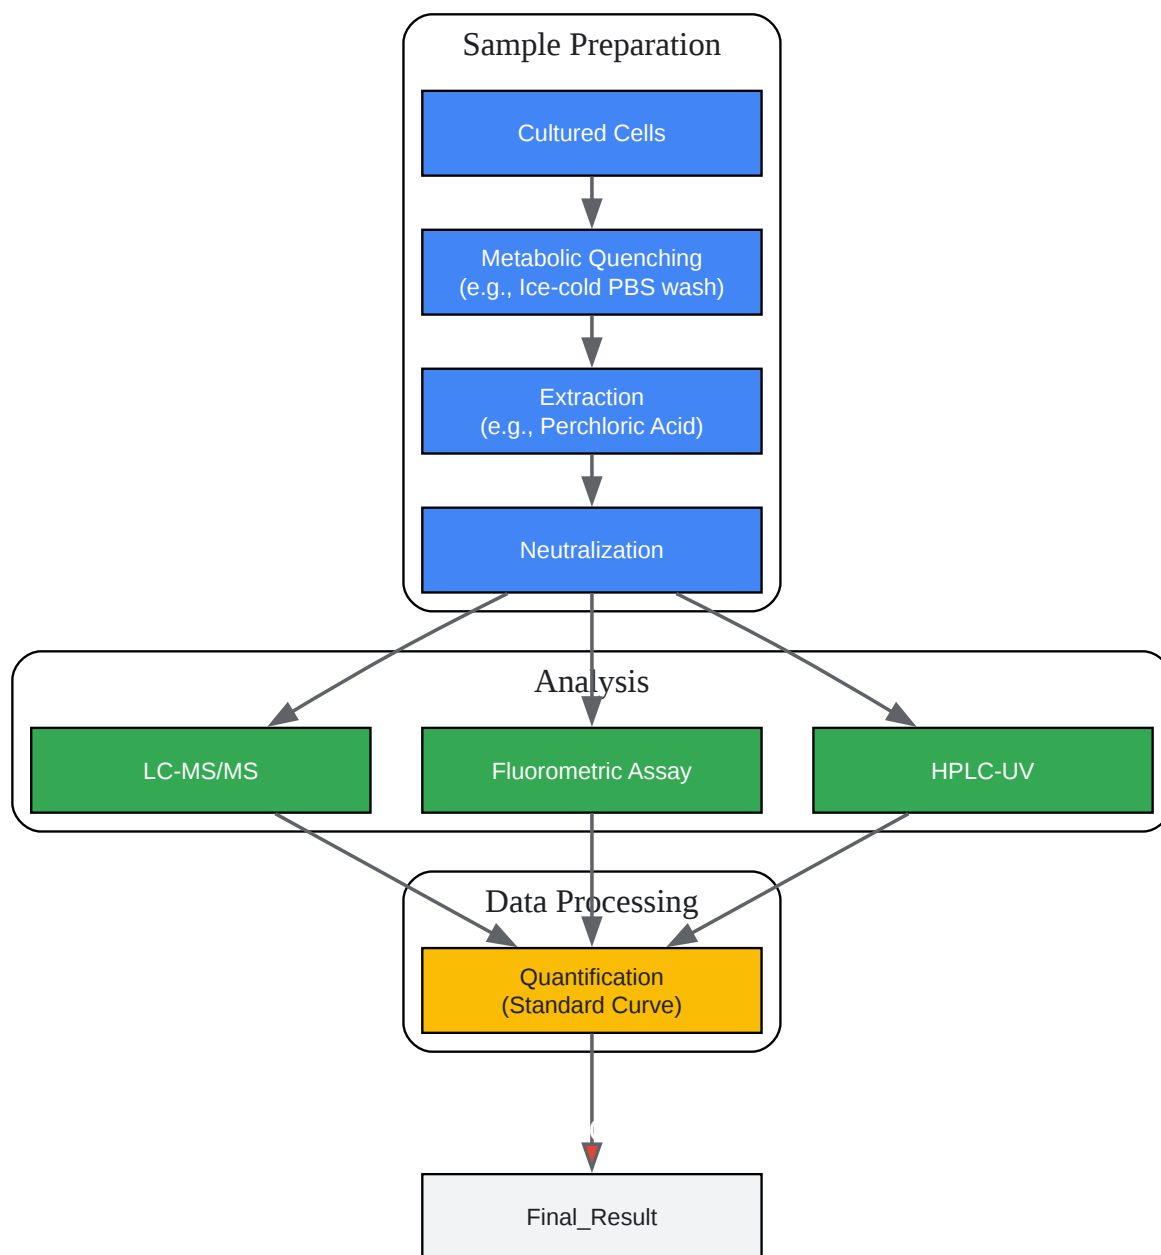 Sample Preparation
Cultured Cells
Metabolic Quenching
(e.g., Ice-cold PBS wash)
Extraction
(e.g., Perchloric Acid)
Neutralization
Analysis
LC-MS/MS
Fluorometric Assay
HPLC-UV
Data Processing
Quantification
(Standard Curve)
Final_Result